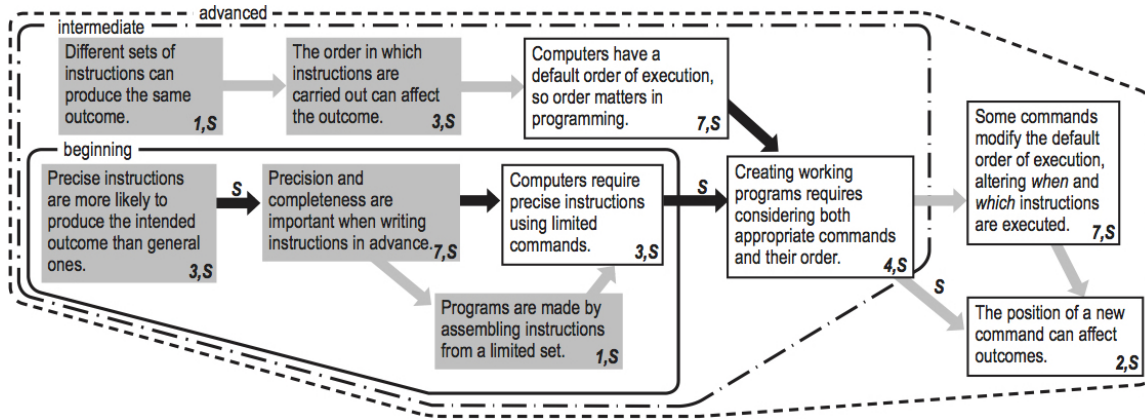 advanced
intermediate
Different sets of
instructions can
produce the same
outcome.
1,S
The order in which
instructions are
carried out can affect
the outcome.
3,S
Computers have a
default order of execution,
so order matters in
programming.
7,S
beginning
Precise instructions
are more likely to
produce the intended
outcome than general
ones.
3,S
S
Precision and
completeness are
important when writing
instructions in advance.
7,S
Computers require
precise instructions
using limited
commands.
3,S
Programs are made by
assembling instructions
from a limited set.
1,S
S
Creating working
programs requires
considering both
appropriate commands
and their order.
4,S
Some commands
modify the default
order of execution,
altering when and
which instructions
are executed.
7,S
S
The position of a new
command can affect
outcomes.
2,S